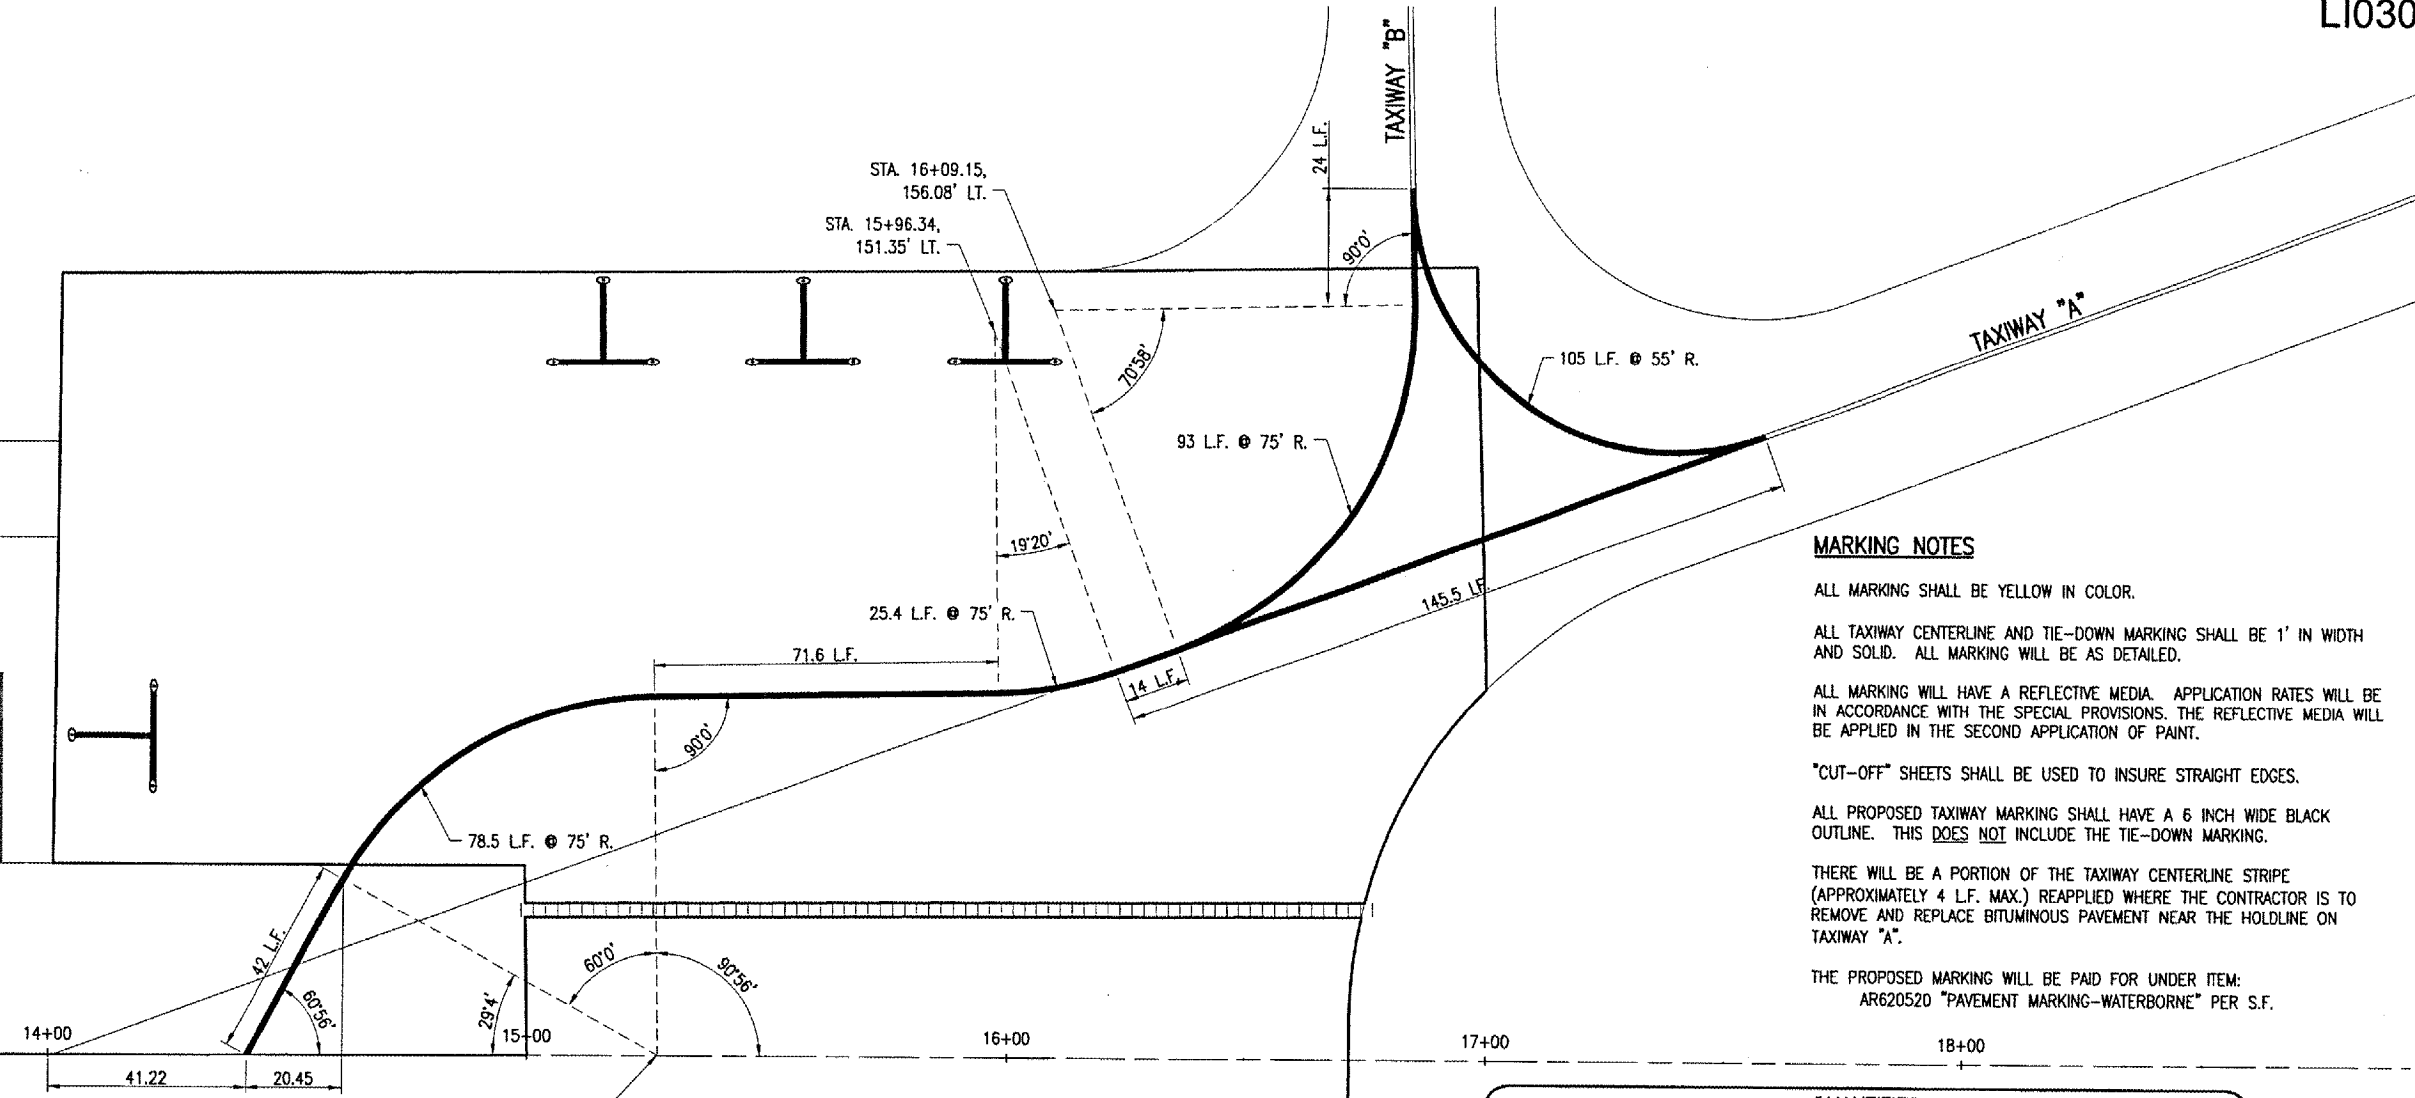 LI030
TAXIWAY "B"
24 L.F.
STA. 16+09.15,
156.08' LT.
STA. 15+96.34,
151.35' LT.
90°0'
TAXIWAY "A"
70°58'
105 L.F. @ 55' R.
93 L.F. @ 75' R.
19°20'
145.5 LF.
25.4 L.F. @ 75' R.
71.6 L.F.
14 L.F.
90°0'
78.5 L.F. @ 75' R.
42 L.F.
60°56'
29°4'
60°0'
90°56'
14+00
15+00
16+00
17+00
18+00
41.22
20.45
MARKING NOTES
ALL MARKING SHALL BE YELLOW IN COLOR.
ALL TAXIWAY CENTERLINE AND TIE-DOWN MARKING SHALL BE 1' IN WIDTH
AND SOLID. ALL MARKING WILL BE AS DETAILED.
ALL MARKING WILL HAVE A REFLECTIVE MEDIA. APPLICATION RATES WILL BE
IN ACCORDANCE WITH THE SPECIAL PROVISIONS. THE REFLECTIVE MEDIA WILL
BE APPLIED IN THE SECOND APPLICATION OF PAINT.
"CUT-OFF" SHEETS SHALL BE USED TO INSURE STRAIGHT EDGES.
ALL PROPOSED TAXIWAY MARKING SHALL HAVE A 6 INCH WIDE BLACK
OUTLINE. THIS DOES NOT INCLUDE THE TIE-DOWN MARKING.
THERE WILL BE A PORTION OF THE TAXIWAY CENTERLINE STRIPE
(APPROXIMATELY 4 L.F. MAX.) REAPPLIED WHERE THE CONTRACTOR IS TO
REMOVE AND REPLACE BITUMINOUS PAVEMENT NEAR THE HOLDLINE ON
TAXIWAY "A".
THE PROPOSED MARKING WILL BE PAID FOR UNDER ITEM:
AR620520 "PAVEMENT MARKING-WATERBORNE" PER S.F.